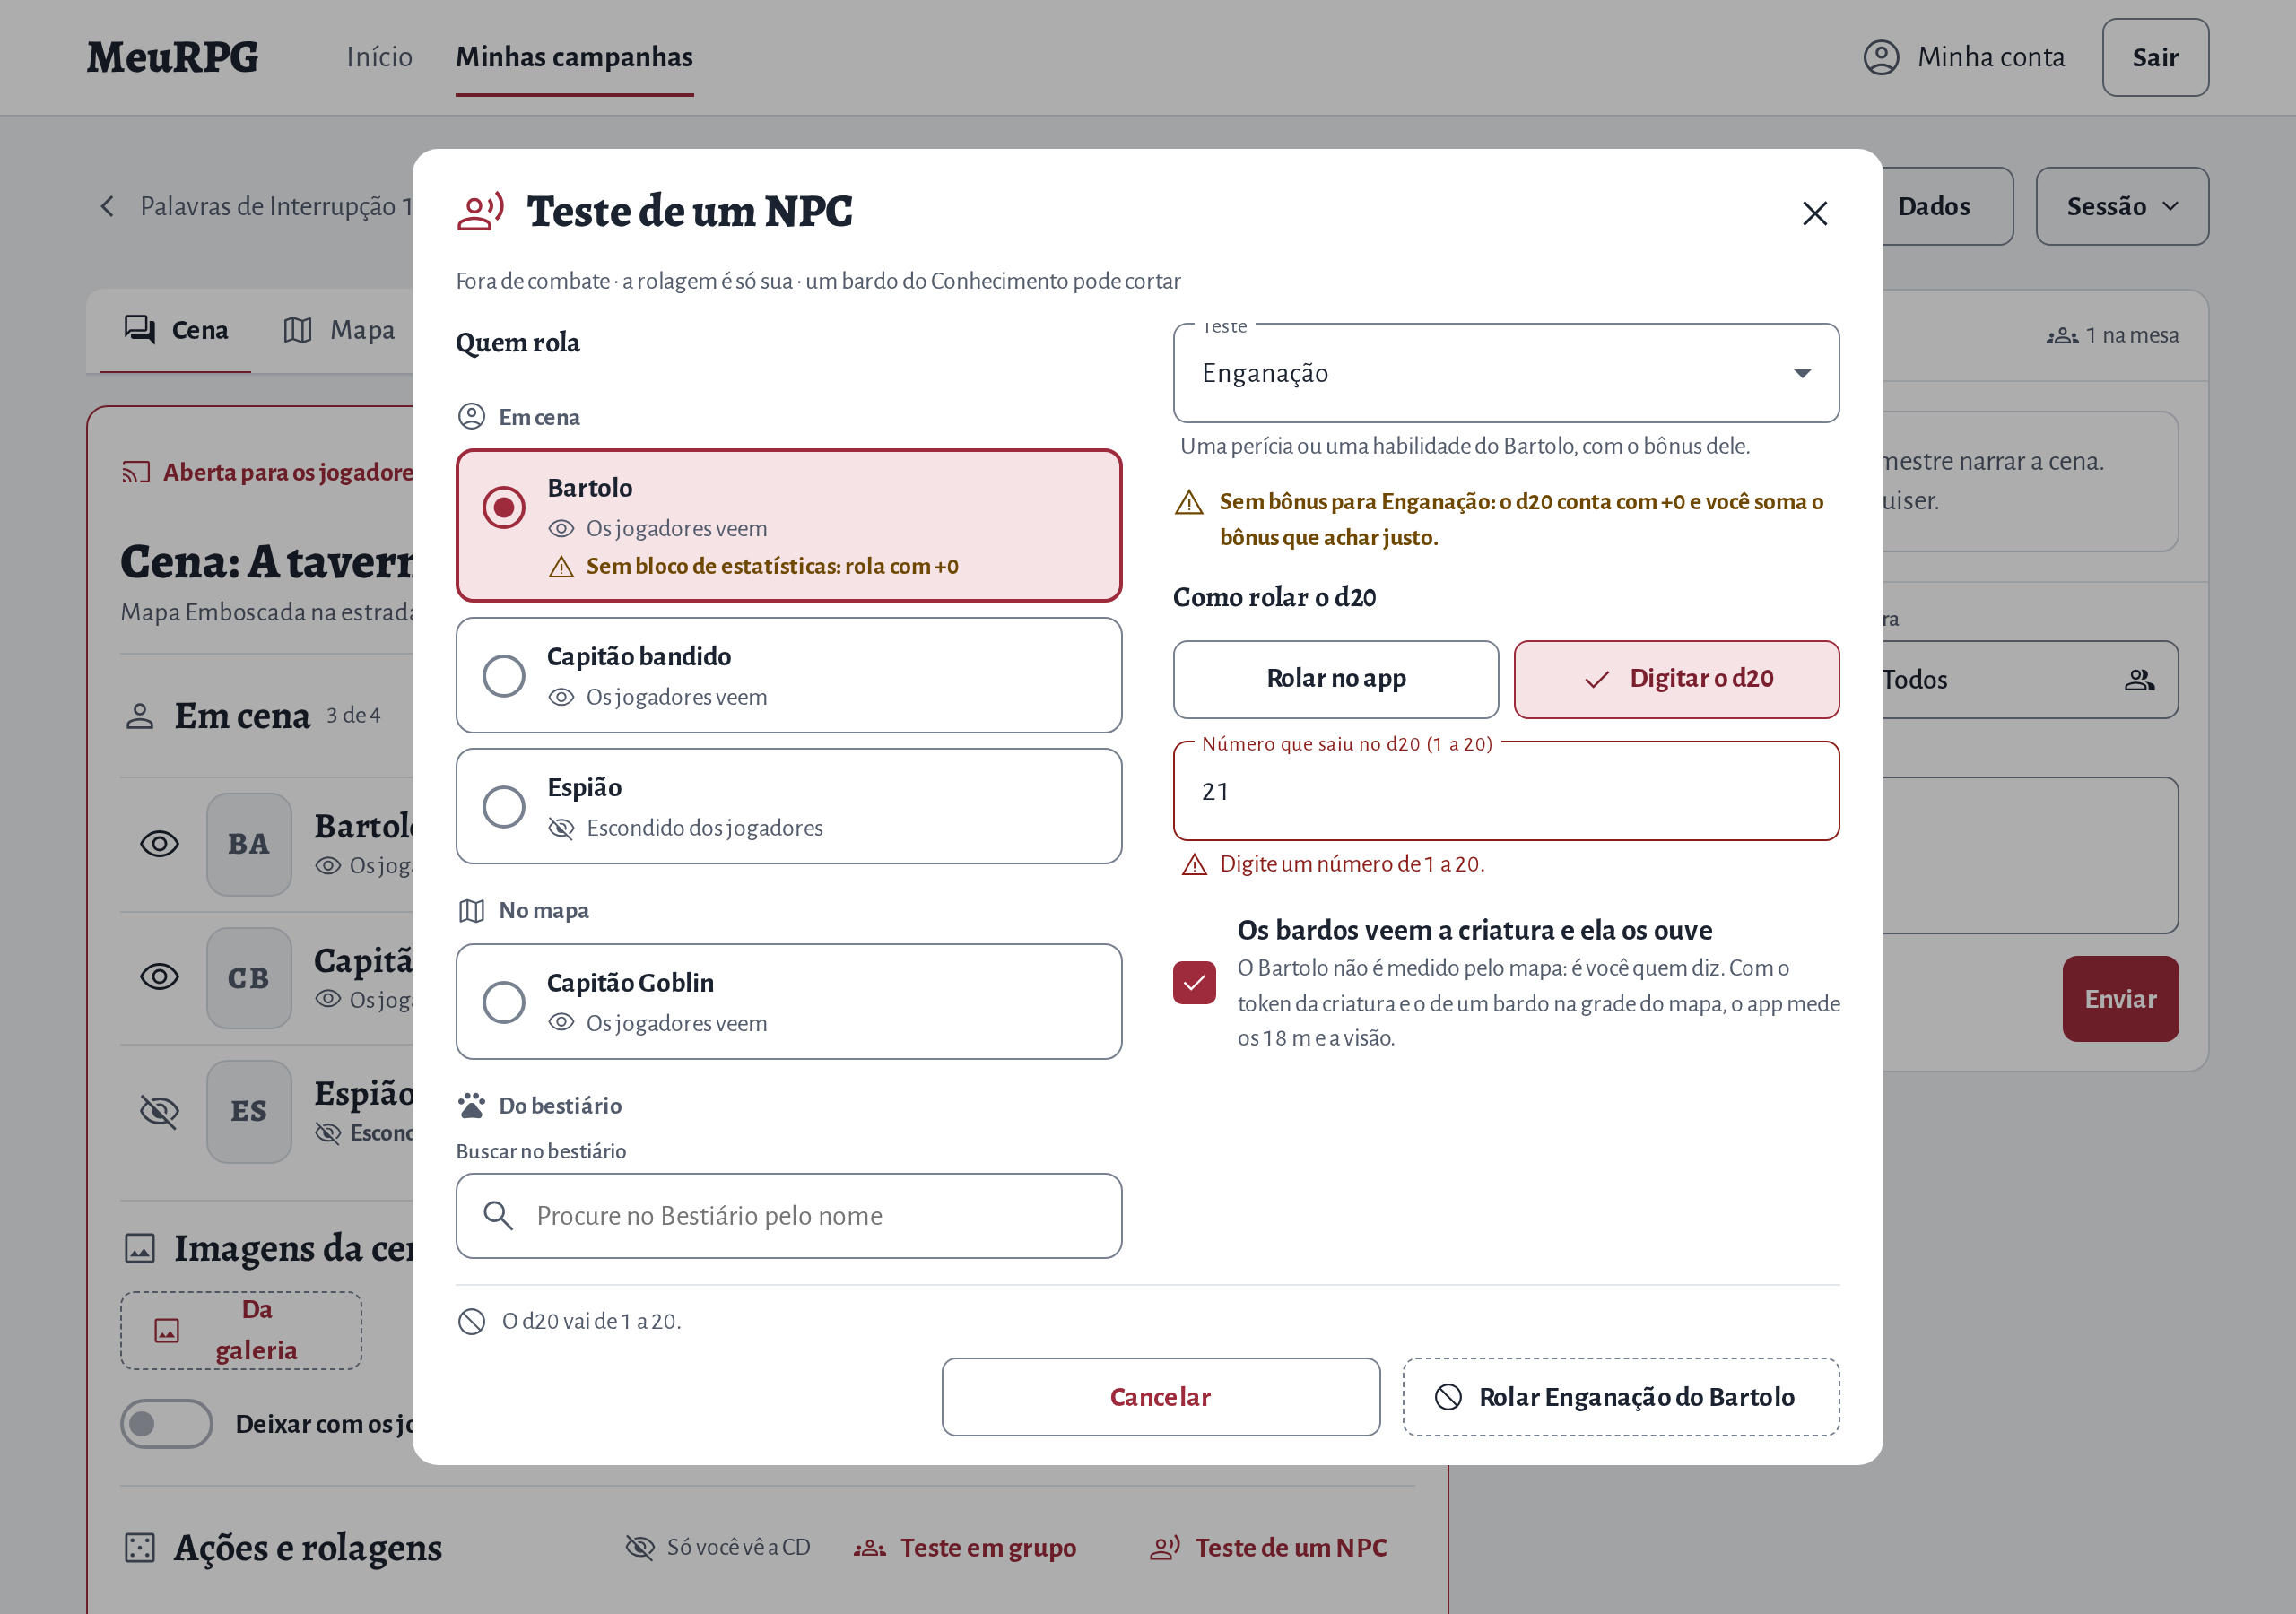 MeuRPG
Início
Minhas campanhas
Minha conta
Sair
Palavras de Interrupção 1
Dados
Sessão
Cena
Mapa
1 na mesa
Aberta para os jogadore
Cena: A tavern
Mapa Emboscada na estrada
Em cena
3 de 4
BA
Bartol
Os jog
CB
Capitã
Os jog
ES
Espião
Escond
Imagens da cer
Da
galeria
Deixar com os jo
Ações e rolagens
Só você vê a CD
Teste em grupo
Teste de um NPC
mestre narrar a cena.
uiser.
ra
Todos
Enviar
Teste de um NPC
Fora de combate · a rolagem é só sua · um bardo do Conhecimento pode cortar
Quem rola
Em cena
Bartolo
Os jogadores veem
Sem bloco de estatísticas: rola com +0
Capitão bandido
Os jogadores veem
Espião
Escondido dos jogadores
No mapa
Capitão Goblin
Os jogadores veem
Do bestiário
Buscar no bestiário
Procure no Bestiário pelo nome
Teste
Enganação
Uma perícia ou uma habilidade do Bartolo, com o bônus dele.
Sem bônus para Enganação: o d20 conta com +0 e você soma o
bônus que achar justo.
Como rolar o d20
Rolar no app
Digitar o d20
Número que saiu no d20 (1 a 20)
21
Digite um número de 1 a 20.
Os bardos veem a criatura e ela os ouve
O Bartolo não é medido pelo mapa: é você quem diz. Com o
token da criatura e o de um bardo na grade do mapa, o app mede
os 18 m e a visão.
O d20 vai de 1 a 20.
Cancelar
Rolar Enganação do Bartolo